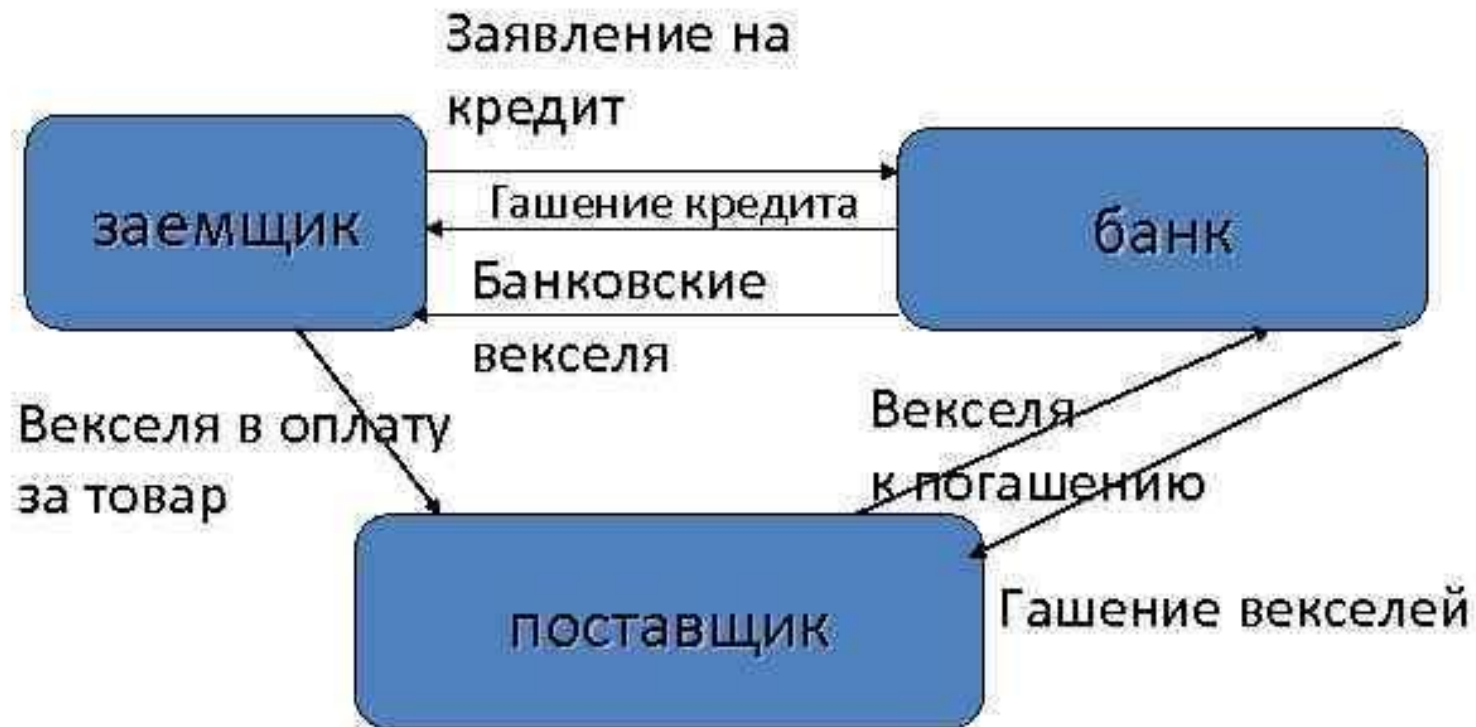 Заявление на
кредит
заемщик
Гашение кредита
банк
Банковские
векселя
Векселя в оплату
за товар
Векселя
к погашению
поставщик
Гашение векселей